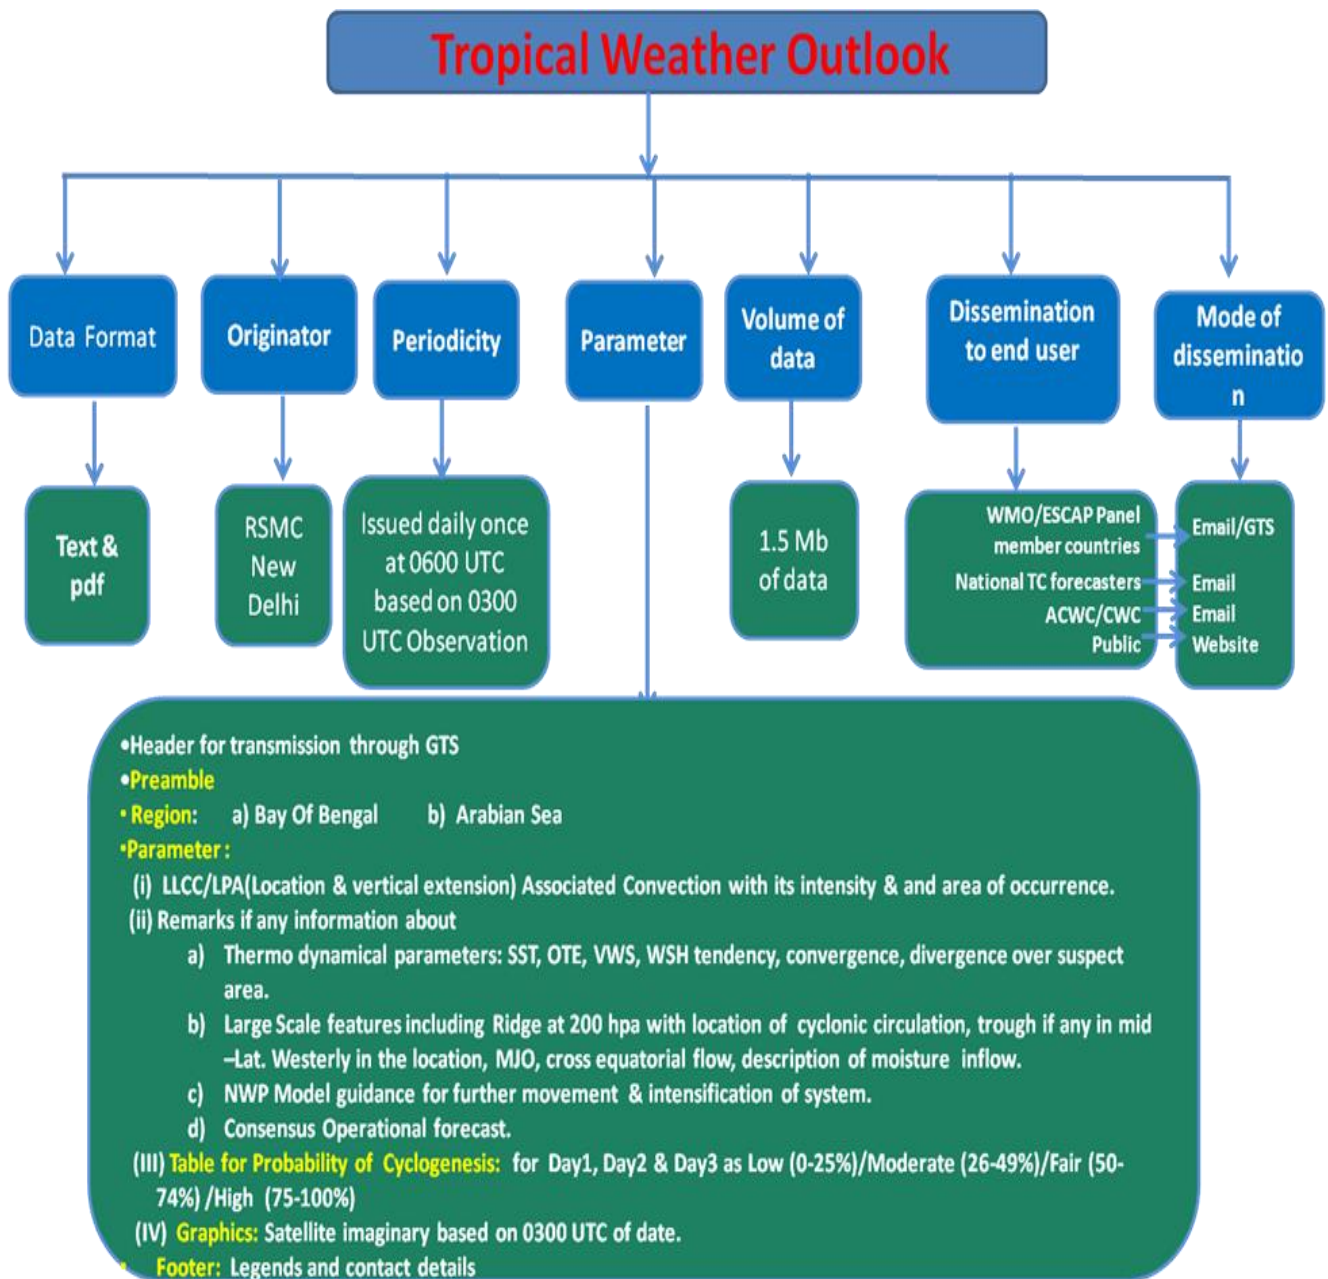 Tropical Weather Outlook
Data Format
Originator
Periodicity
Parameter
Volume of
data
Dissemination
to end user
Mode of
disseminatio
n
Text &
pdf
RSMC
New
Delhi
Issued daily once
at 0600 UTC
based on 0300
UTC Observation
1.5 Mb
of data
WMO/ESCAP Panel
member countries
National TC forecasters
ACWC/CWC
Public
Email/GTS
Email
Email
Website
•Header for transmission through GTS
•Preamble
• Region: a) Bay Of Bengal b) Arabian Sea
•Parameter :
(i) LLCC/LPA(Location & vertical extension) Associated Convection with its intensity & and area of occurrence.
(ii) Remarks if any information about
a) Thermo dynamical parameters: SST, OTE, VWS, WSH tendency, convergence, divergence over suspect
area.
b) Large Scale features including Ridge at 200 hpa with location of cyclonic circulation, trough if any in mid
–Lat. Westerly in the location, MJO, cross equatorial flow, description of moisture inflow.
c) NWP Model guidance for further movement & intensification of system.
d) Consensus Operational forecast.
(III) Table for Probability of Cyclogenesis: for Day1, Day2 & Day3 as Low (0-25%)/Moderate (26-49%)/Fair (50-
74%) /High (75-100%)
(IV) Graphics: Satellite imaginary based on 0300 UTC of date.
• Footer: Legends and contact details